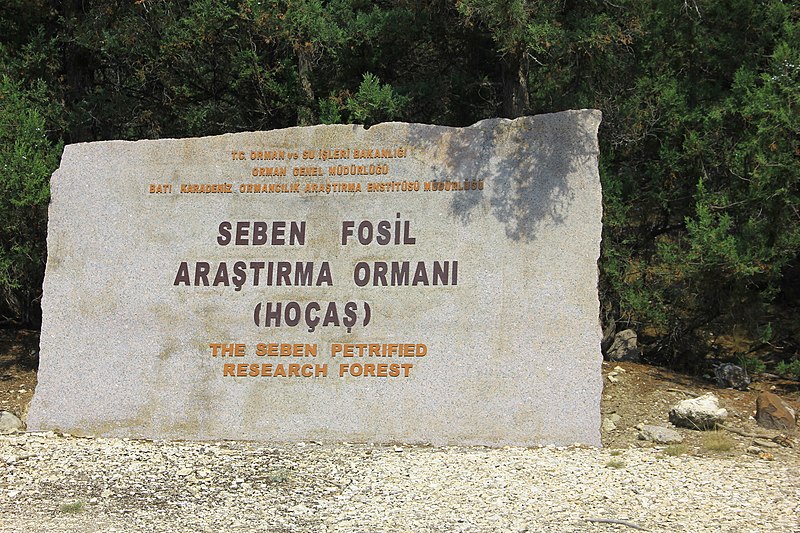 T.C. ORMAN ve SU İŞLERİ BAKANLIĞI
ORMAN GENEL MÜDÜRLÜĞÜ
BATI KARADENİZ ORMANCILIK ARAŞTIRMA ENSTİTÜSÜ MÜDÜRLÜĞÜ
SEBEN FOSİL
ARAŞTIRMA ORMANI
(HOÇAŞ)
THE SEBEN PETRIFIED
RESEARCH FOREST